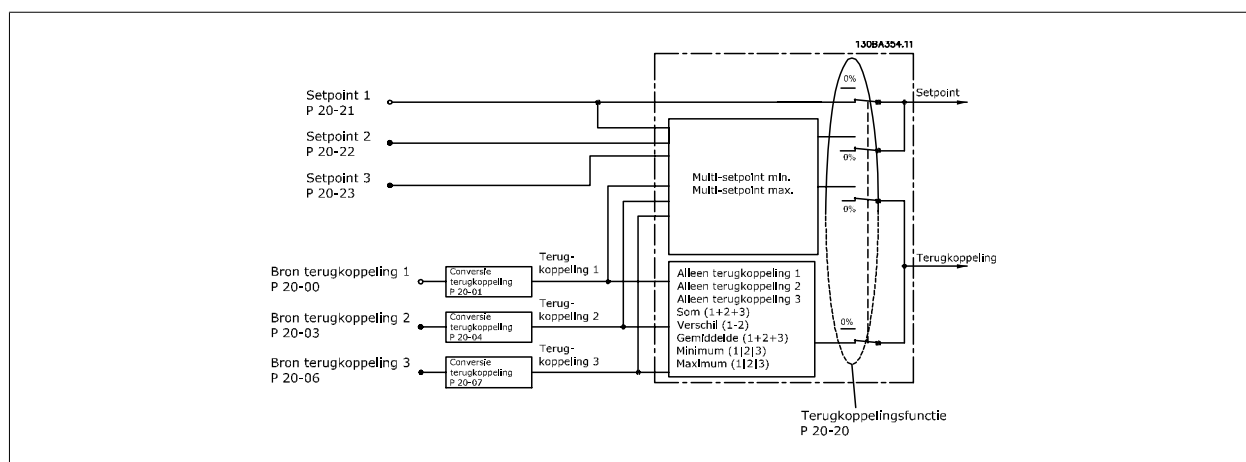 130BA354.11
0%
Setpoint
Setpoint 1
P 20-21
Setpoint 2
P 20-22
0%
Setpoint 3
P 20-23
Multi-setpoint min.
Multi-setpoint max.
0%
Terugkoppeling
Bron terugkoppeling 1
P 20-00
Conversie
terugkoppeling
P 20-01
Terug-
koppeling 1
Bron terugkoppeling 2
P 20-03
Conversie
terugkoppeling
P 20-04
Terug-
koppeling 2
Bron terugkoppeling 3
P 20-06
Conversie
terugkoppeling
P 20-07
Terug-
koppeling 3
Alleen terugkoppeling 1
Alleen terugkoppeling 2
Alleen terugkoppeling 3
Som (1+2+3)
Verschil (1-2)
Gemiddelde (1+2+3)
Minimum (1|2|3)
Maximum (1|2|3)
0%
Terugkoppelingsfunctie
P 20-20